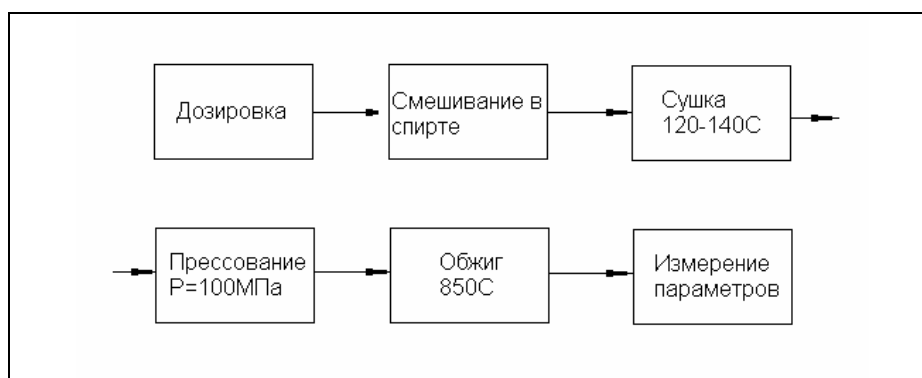 Дозировка
Смешивание в
спирте
Сушка
120-140С
Прессование
Р=100МПа
Обжиг
850С
Измерение
параметров